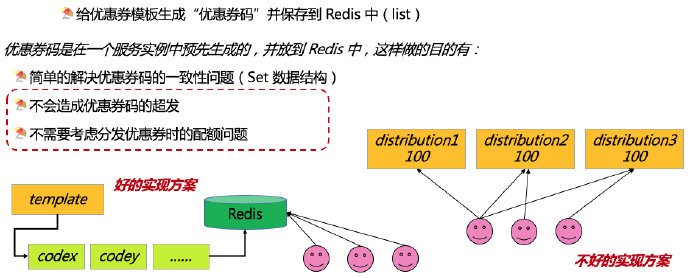 给优惠券模板生成“优惠券码”并保存到 Redis 中（list）
优惠券码是在一个服务实例中预先生成的，并放到 Redis 中，这样做的目的有：
简单的解决优惠券码的一致性问题（Set 数据结构）
不会造成优惠券码的超发
不需要考虑分发优惠券时的配额问题
distribution1
100
distribution2
100
distribution3
100
好的实现方案
template
Redis
codex
codey
......
不好的实现方案